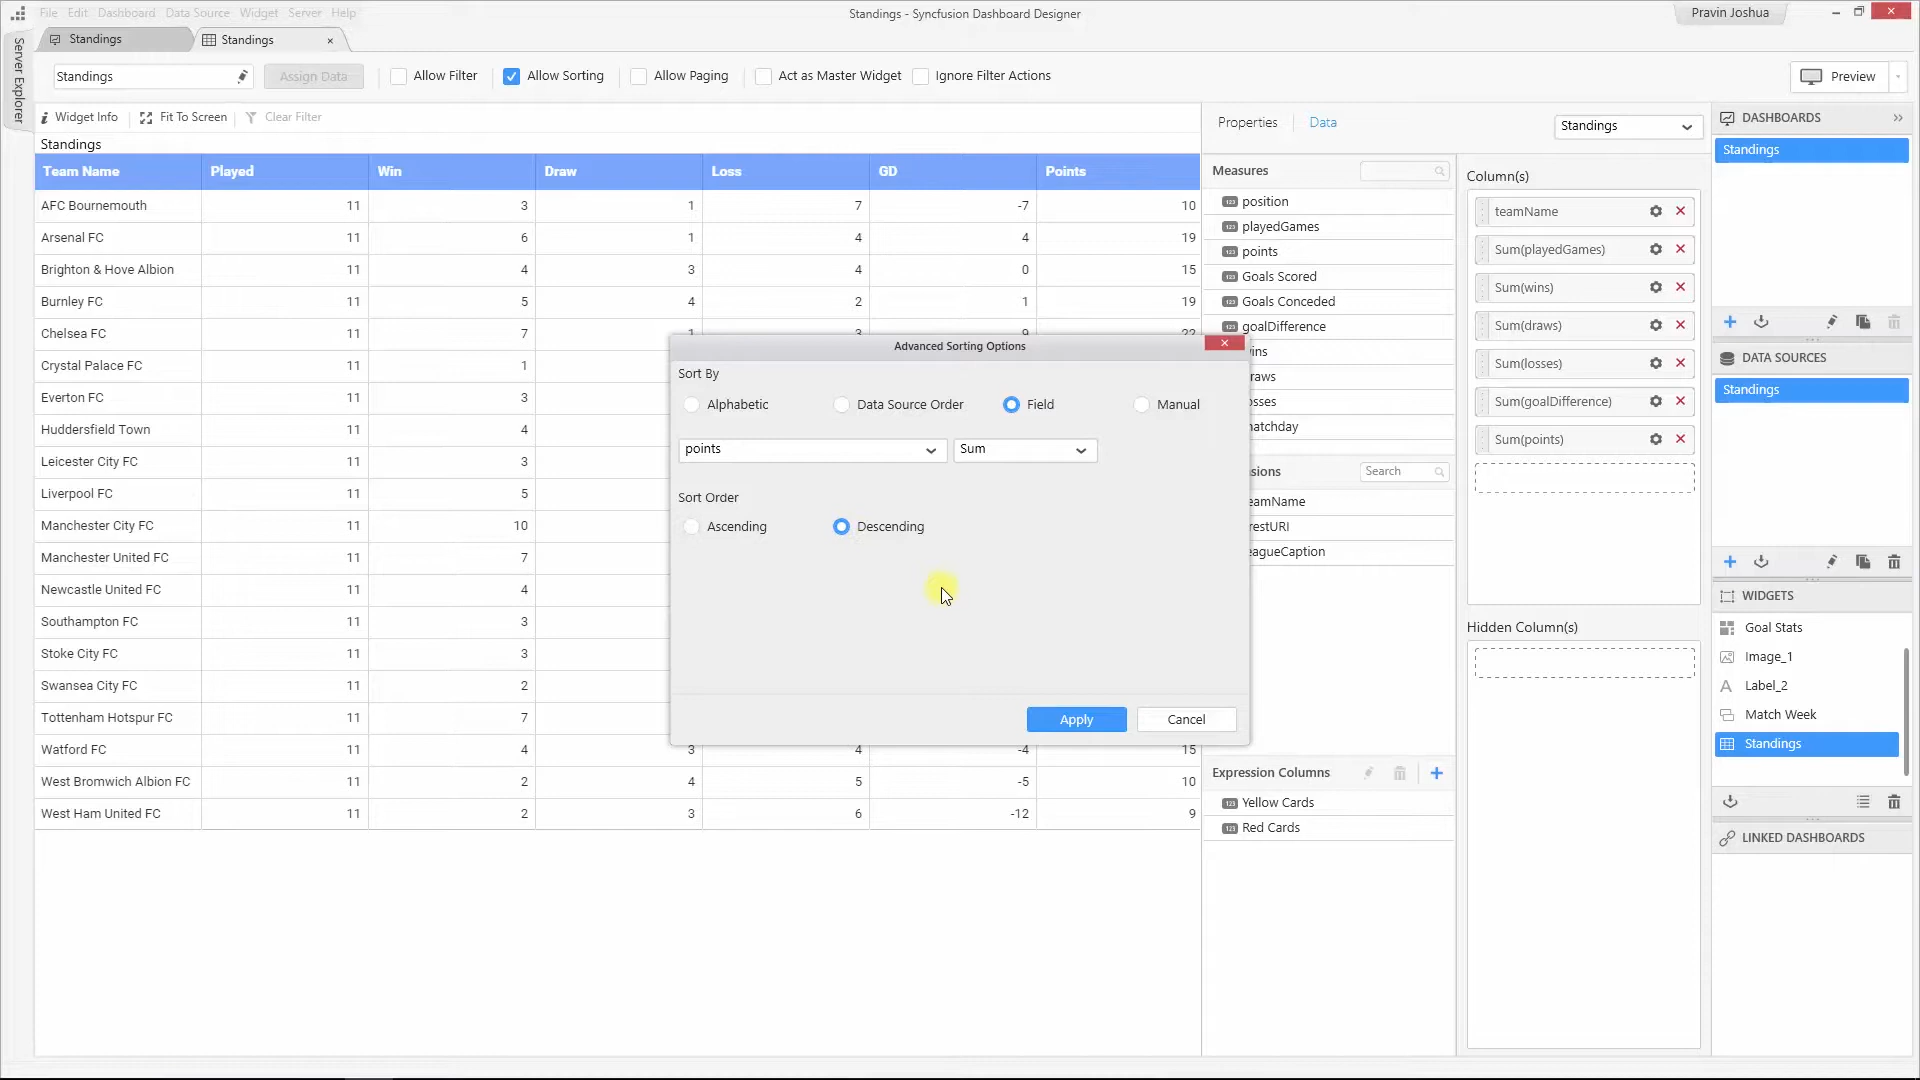 File Edit Dashboard Data Source Widget Server Help
Standings - Syncfusion Dashboard Designer
Pravin Joshua
Server Explorer
Standings
Standings
Standings
Assign Data
Allow Filter
Allow Sorting
Allow Paging
Act as Master Widget
Ignore Filter Actions
Preview
Widget Info
Fit To Screen
Clear Filter
Standings
Team Name Played Win Draw Loss GD Points
AFC Bournemouth 11 3 1 7 -7 10
Arsenal FC 11 6 1 4 4 19
Brighton & Hove Albion 11 4 3 4 0 15
Burnley FC 11 5 4 2 1 19
Chelsea FC 11 7 1 3 9 22
Crystal Palace FC 11 1
Everton FC 11 3
Huddersfield Town 11 4
Leicester City FC 11 3
Liverpool FC 11 5
Manchester City FC 11 10
Manchester United FC 11 7
Newcastle United FC 11 4
Southampton FC 11 3
Stoke City FC 11 3
Swansea City FC 11 2
Tottenham Hotspur FC 11 7
Watford FC 11 4 3 4 -4 15
West Bromwich Albion FC 11 2 4 5 -5 10
West Ham United FC 11 2 3 6 -12 9
Advanced Sorting Options
Sort By
Alphabetic
Data Source Order
Field
Manual
points
Sum
Sort Order
Ascending
Descending
Apply
Cancel
Properties
Data
Standings
Measures
position
playedGames
points
Goals Scored
Goals Conceded
goalDifference
ins
raws
osses
natchday
sions
Search
eamName
restURI
eagueCaption
Expression Columns
Yellow Cards
Red Cards
Column(s)
teamName
Sum(playedGames)
Sum(wins)
Sum(draws)
Sum(losses)
Sum(goalDifference)
Sum(points)
Hidden Column(s)
DASHBOARDS
Standings
DATA SOURCES
Standings
WIDGETS
Goal Stats
Image_1
Label_2
Match Week
Standings
LINKED DASHBOARDS